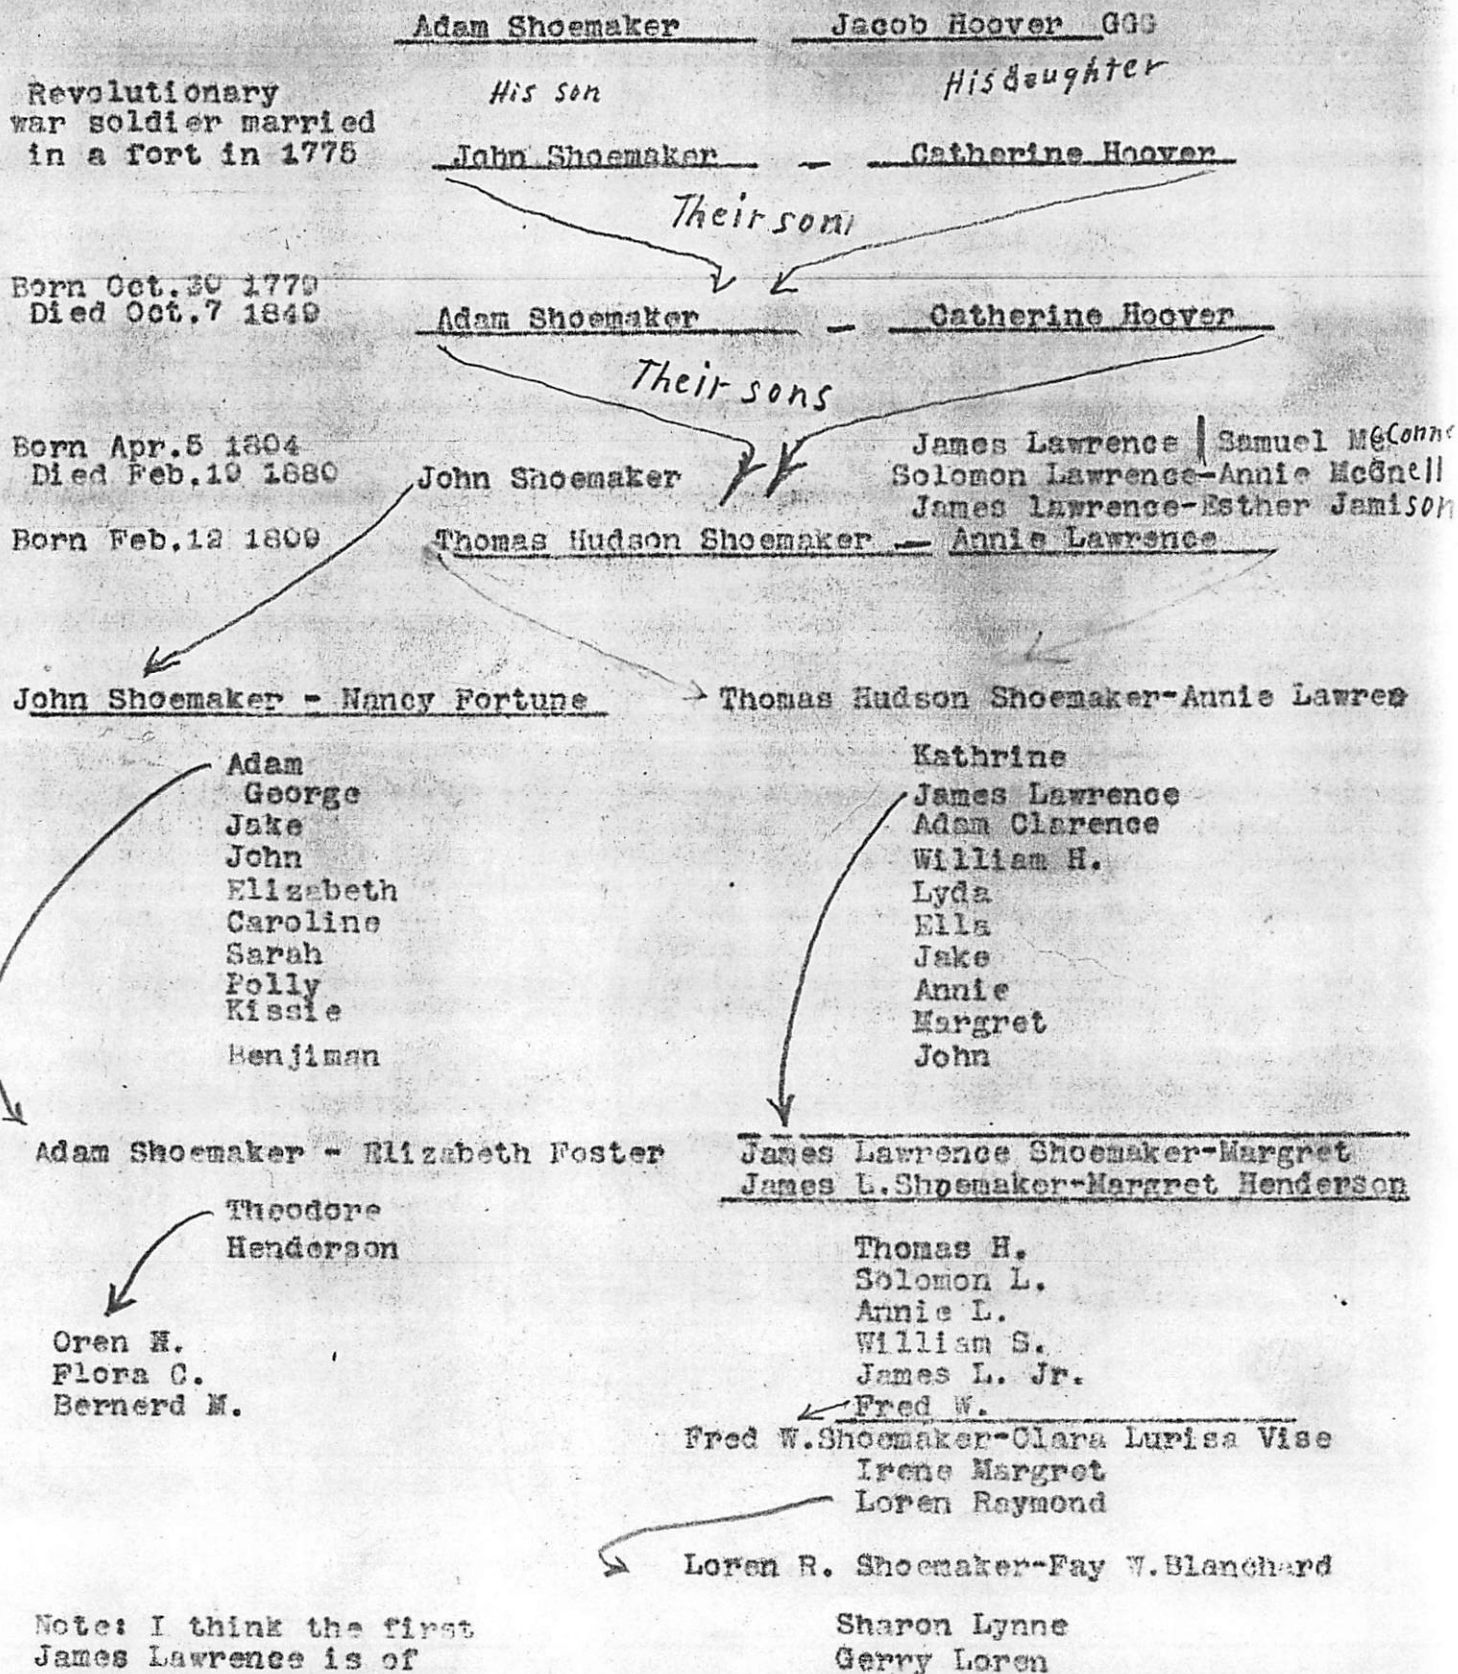 Adam Shoemaker Jacob Hoover GGG
His son His daughter
Revolutionary
war soldier married
in a fort in 1775 John Shoemaker - Catherine Hoover
Their son
Born Oct.30 1779
Died Oct.7 1849 Adam Shoemaker - Catherine Hoover
Their sons
Born Apr.5 1804 James Lawrence | Samuel McConne
Died Feb.19 1880 John Shoemaker Solomon Lawrence-Annie McGnell
James lawrence-Esther Jamison
Born Feb.12 1809 Thomas Hudson Shoemaker - Annie Lawrence
John Shoemaker - Nancy Fortune Thomas Hudson Shoemaker-Annie Lawree
Adam Kathrine
George James Lawrence
Jake Adam Clarence
John William H.
Elizabeth Lyda
Caroline Ella
Sarah Jake
Polly Annie
Kissie Margret
Benjiman John
Adam Shoemaker - Elizabeth Foster James Lawrence Shoemaker-Margret
James L.Shoemaker-Margret Henderson
Theodore
Henderson Thomas H.
Solomon L.
Annie L.
Oren M. William S.
Flora C. James L. Jr.
Bernerd M. Fred W.
Fred W.Shoemaker-Clara Lurisa Vise
Irene Margret
Loren Raymond
Loren R. Shoemaker-Fay W.Blanchard
Note: I think the first Sharon Lynne
James Lawrence is of Gerry Loren